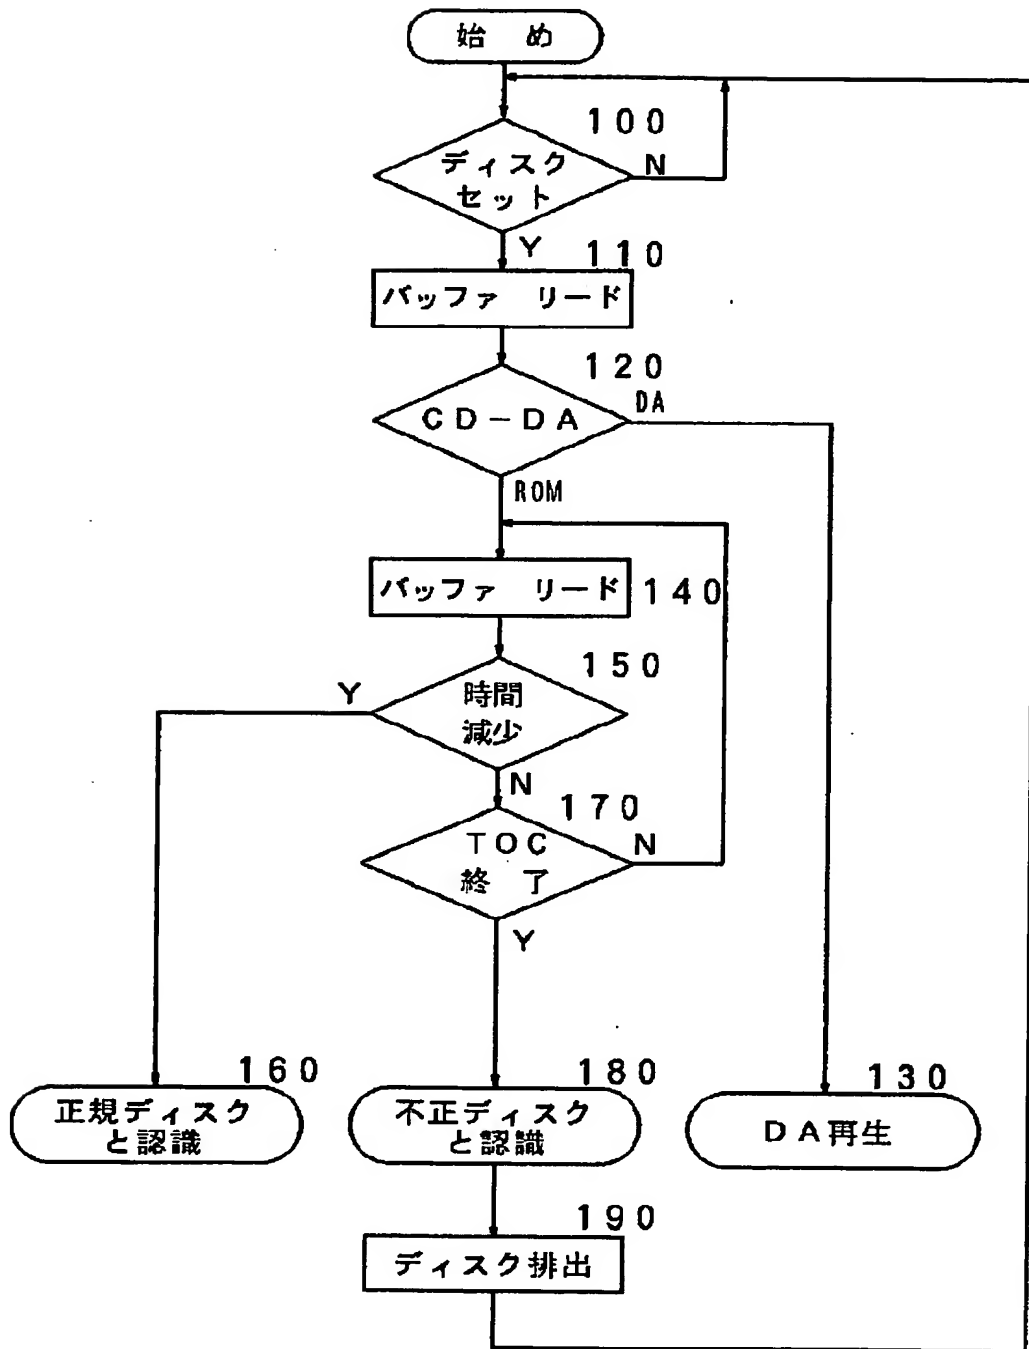 始 め
100
ディスク
セット
N
Y
110
バッファ リード
120
CD-DA
DA
ROM
バッファ リード
140
150
時間
減少
Y
N
170
TOC
終 了
N
Y
160
正規ディスク
と認識
180
不正ディスク
と認識
130
DA再生
190
ディスク排出